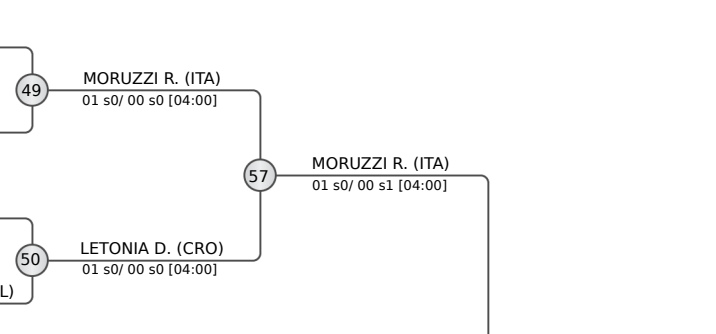 MORUZZI R. (ITA)
49
01 s0/ 00 s0 [04:00]
MORUZZI R. (ITA)
57
01 s0/ 00 s1 [04:00]
LETONIA D. (CRO)
50
01 s0/ 00 s0 [04:00]
L)